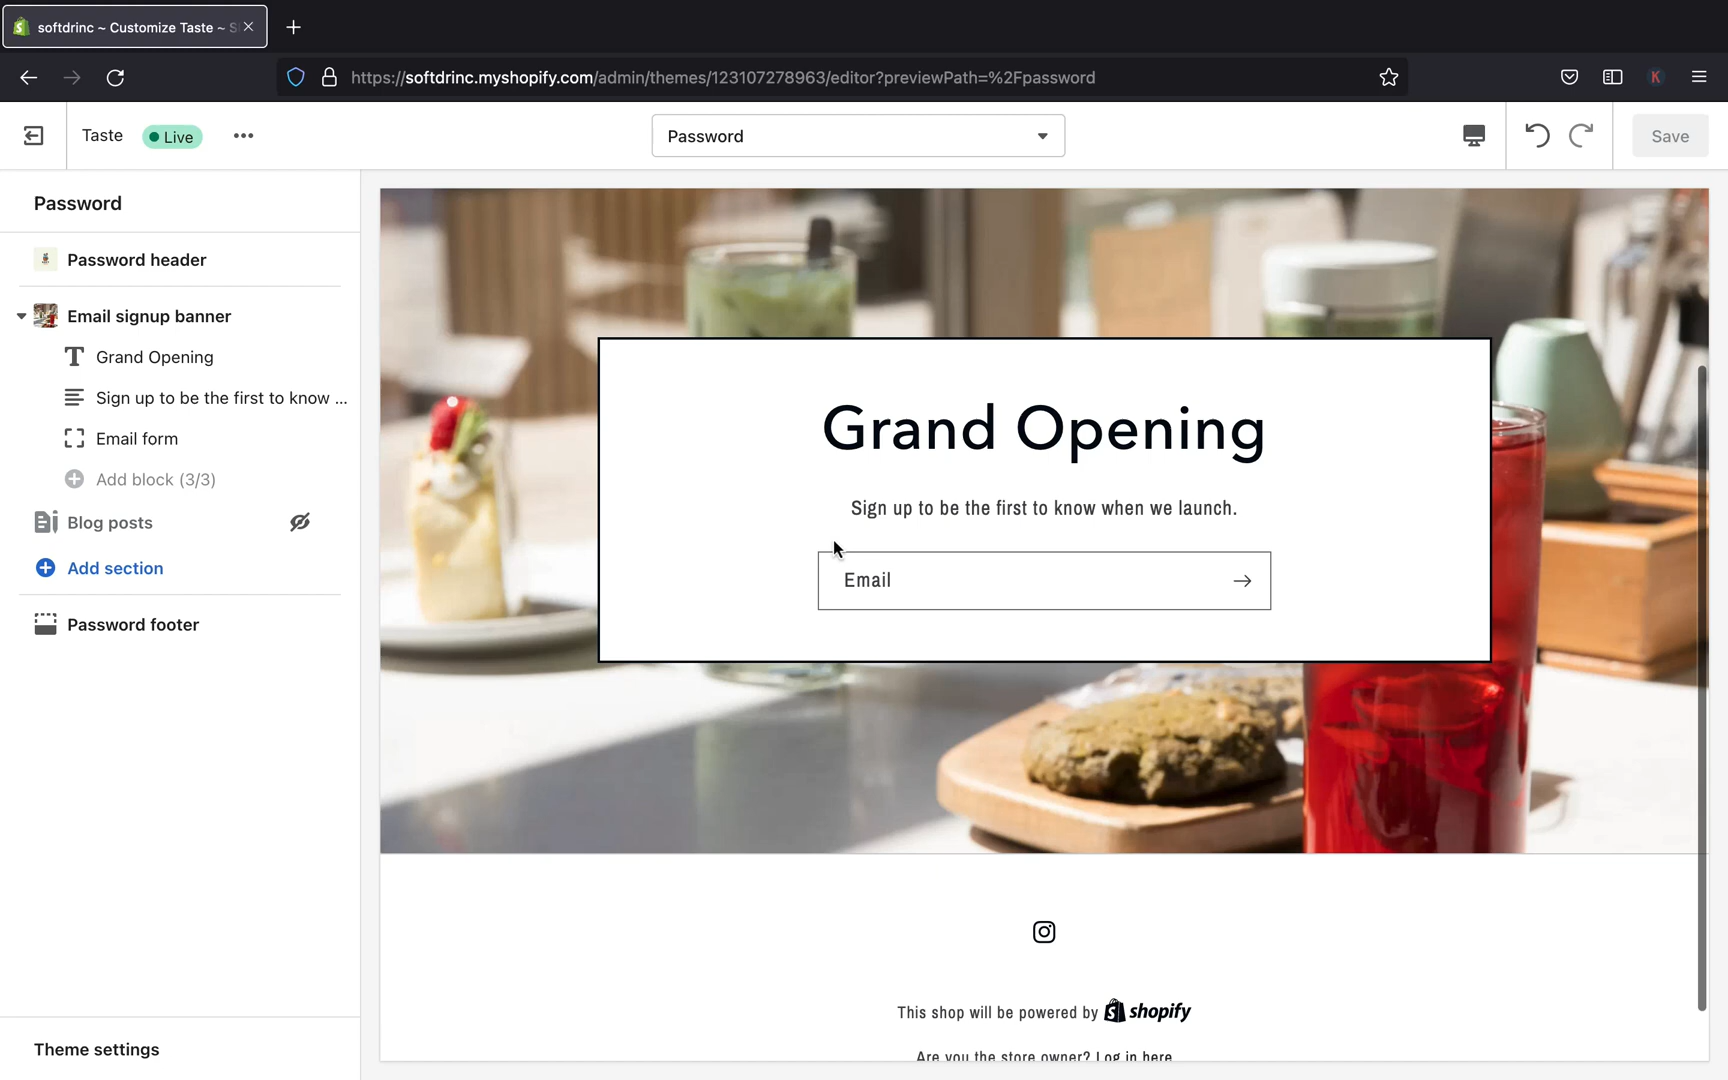 softdrinc ~ Customize Taste ~ S
https://softdrinc.myshopify.com/admin/themes/123107278963/editor?previewPath=%2Fpassword
K
Taste
Live
Password
Save
Password
Password header
Email signup banner
Grand Opening
Sign up to be the first to know ...
Email form
Add block (3/3)
Blog posts
Add section
Password footer
Theme settings
Grand Opening
Sign up to be the first to know when we launch.
Email
This shop will be powered by shopify
Are you the store owner? Log in here